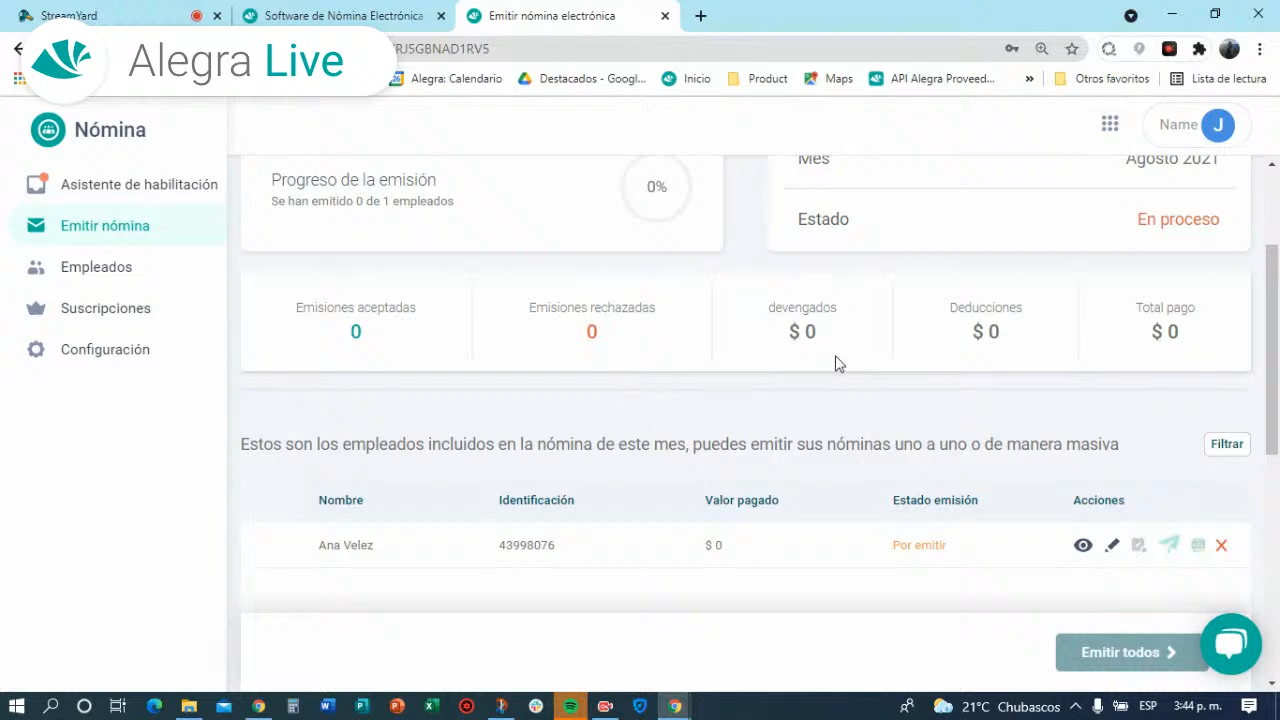 StreamYard
Software de Nómina Electrónica
Emitir nómina electrónica
Alegra Live
RJ5GBNAD1RV5
Alegra: Calendario
Destacados - Googl...
Inicio
Product
Maps
API Alegra Proveed...
»
Otros favoritos
Lista de lectura
Nómina
Name
J
Asistente de habilitación
Emitir nómina
Empleados
Suscripciones
Configuración
Progreso de la emisión
Se han emitido 0 de 1 empleados
0%
Mes
Agosto 2021
Estado
En proceso
Emisiones aceptadas
0
Emisiones rechazadas
0
devengados
$ 0
Deducciones
$ 0
Total pago
$ 0
Estos son los empleados incluidos en la nómina de este mes, puedes emitir sus nóminas uno a uno o de manera masiva
Filtrar
Nombre Identificación Valor pagado Estado emisión Acciones
Ana Velez 43998076 $ 0 Por emitir
Emitir todos
21°C Chubascos
ESP
3:44 p. m.